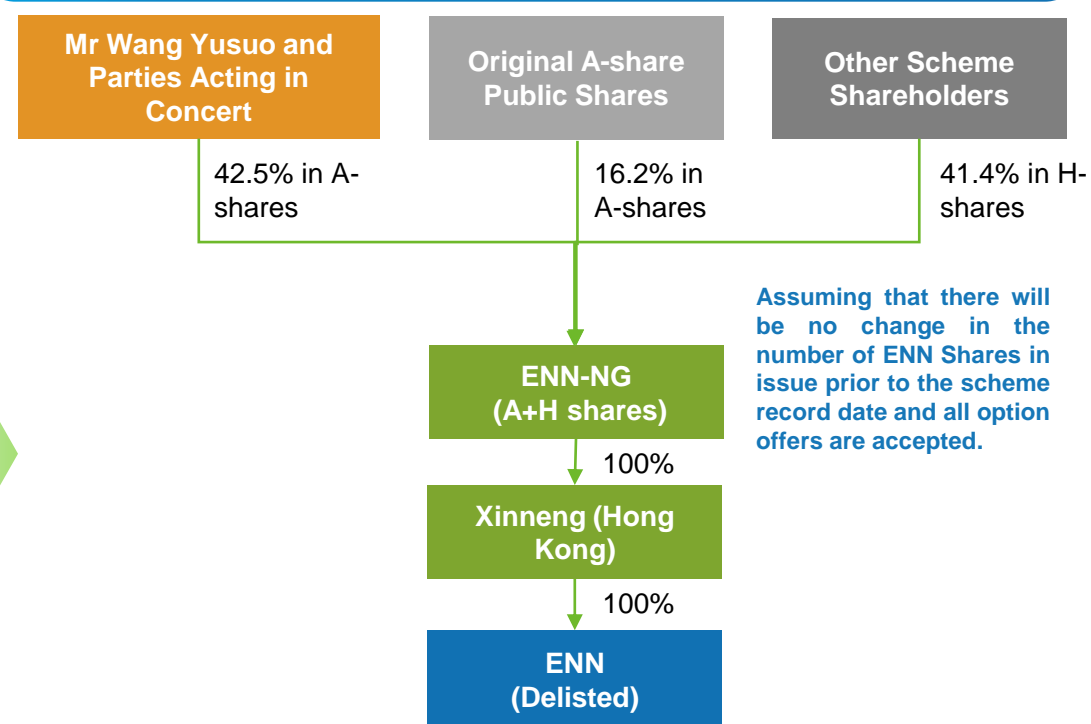 Mr Wang Yusuo and
Parties Acting in
Concert
Original A-share
Public Shares
Other Scheme
Shareholders
42.5% in A-
shares
16.2% in
A-shares
41.4% in H-
shares
Assuming that there will
be no change in the
number of ENN Shares in
issue prior to the scheme
record date and all option
offers are accepted.
ENN-NG
(A+H shares)
100%
Xinneng (Hong
Kong)
100%
ENN
(Delisted)